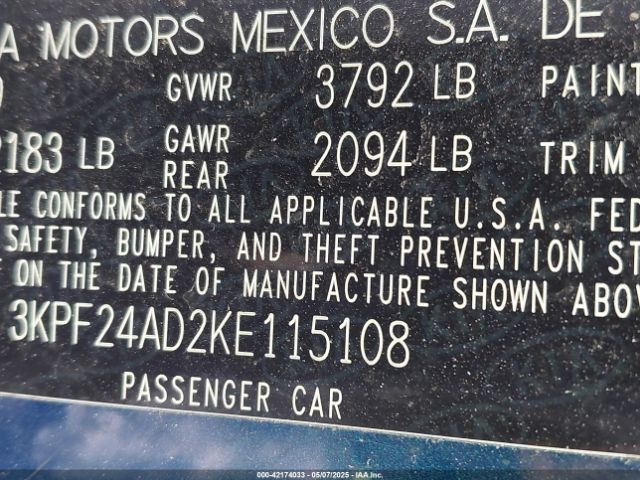 A MOTORS MEXICO S.A. DE
GVWR 3792 LB PAINT
2183 LB GAWR REAR 2094 LB TRIM
LE CONFORMS TO ALL APPLICABLE U.S.A. FED
SAFETY, BUMPER, AND THEFT PREVENTION ST
ON THE DATE OF MANUFACTURE SHOWN ABOV
3KPF24AD2KE115108
PASSENGER CAR
000-42174033 — 05/07/2025 — IAA Inc.